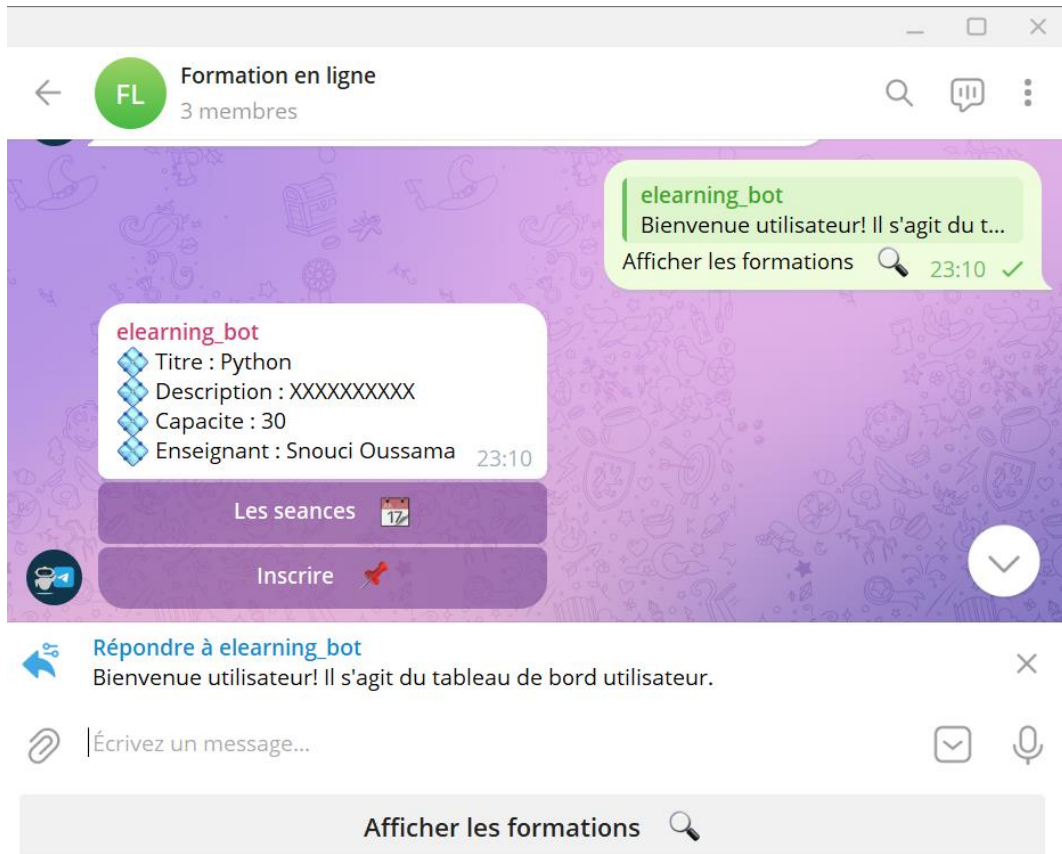 Formation en ligne
FL
3 membres
elearning_bot
Bienvenue utilisateur! Il s'agit du t...
Afficher les formations
23:10
elearning_bot
Titre : Python
Description : XXXXXXXXXX
Capacite : 30
Enseignant : Snouci Oussama
23:10
Les seances
17
Inscrire
Répondre à elearning_bot
Bienvenue utilisateur! Il s'agit du tableau de bord utilisateur.
Écrivez un message...
Afficher les formations